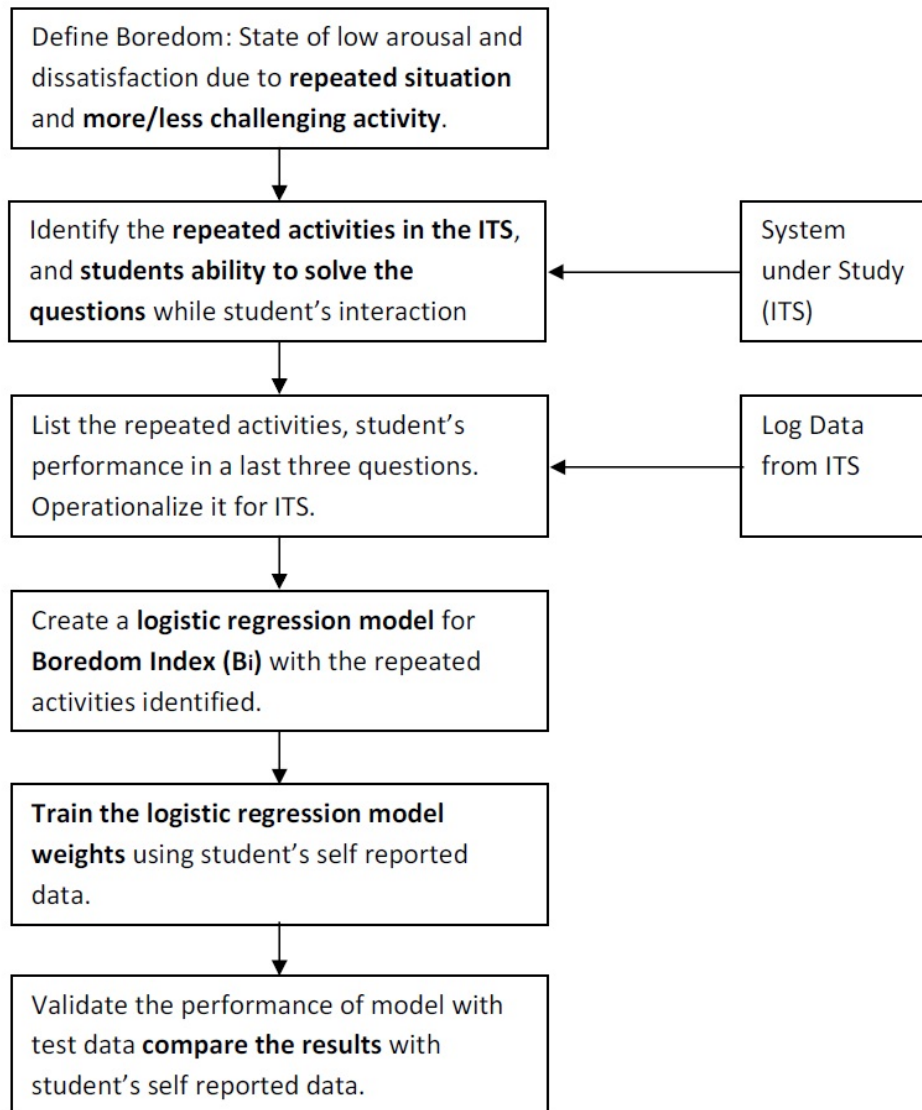 Define Boredom: State of low arousal and
dissatisfaction due to repeated situation
and more/less challenging activity.
Identify the repeated activities in the ITS,
and students ability to solve the
questions while student's interaction
System
under Study
(ITS)
List the repeated activities, student's
performance in a last three questions.
Operationalize it for ITS.
Log Data
from ITS
Create a logistic regression model for
Boredom Index (Bi) with the repeated
activities identified.
Train the logistic regression model
weights using student's self reported
data.
Validate the performance of model with
test data compare the results with
student's self reported data.